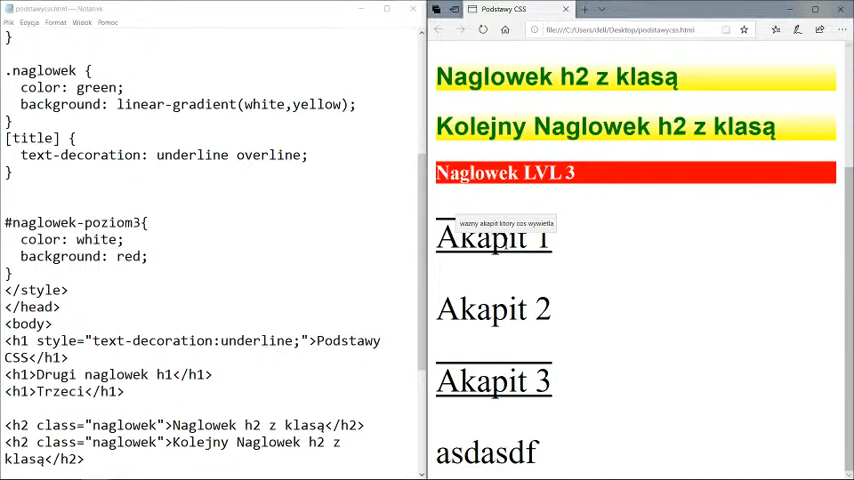 podstawycss.html — Notatnik
Plik Edycja Format Widok Pomoc
}
.naglowek {
color: green;
background: linear-gradient(white,yellow);
}
[title] {
text-decoration: underline overline;
}
#naglowek-poziom3{
color: white;
background: red;
}
</style>
</head>
<body>
<h1 style="text-decoration:underline;">Podstawy
CSS</h1>
<h1>Drugi naglowek h1</h1>
<h1>Trzeci</h1>
<h2 class="naglowek">Naglowek h2 z klasą</h2>
<h2 class="naglowek">Kolejny Naglowek h2 z
klasą</h2>
Podstawy CSS
file:///C:/Users/dell/Desktop/podstawycss.html
Naglowek h2 z klasą
Kolejny Naglowek h2 z klasą
Naglowek LVL 3
wazny akapit ktory cos wywietla
Akapit 1
Akapit 2
Akapit 3
asdasdf